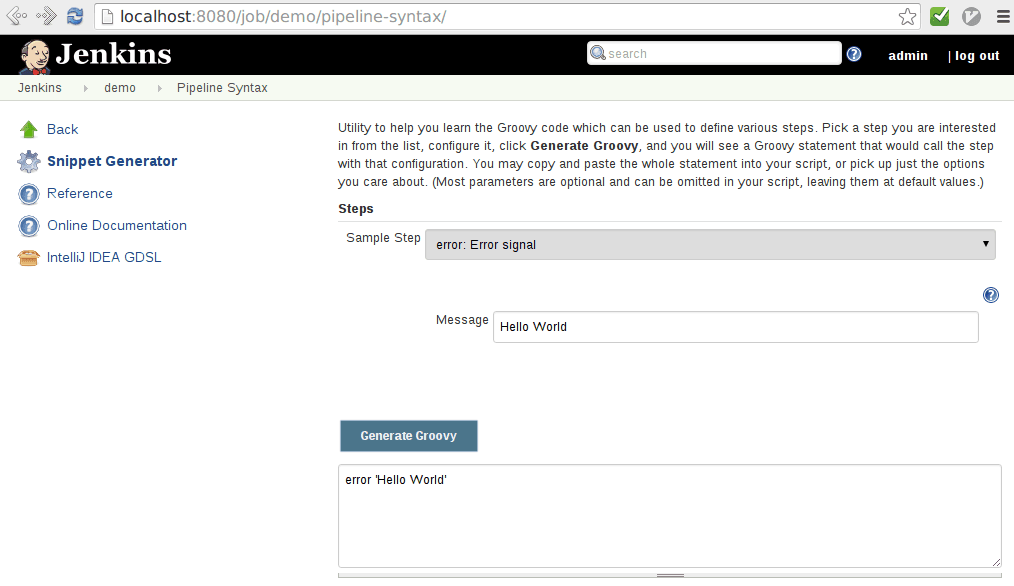 localhost:8080/job/demo/pipeline-syntax/
Jenkins
search
admin
| log out
Jenkins
demo
Pipeline Syntax
Back
Snippet Generator
Reference
Online Documentation
IntelliJ IDEA GDSL
Utility to help you learn the Groovy code which can be used to define various steps. Pick a step you are interested
in from the list, configure it, click Generate Groovy, and you will see a Groovy statement that would call the step
with that configuration. You may copy and paste the whole statement into your script, or pick up just the options
you care about. (Most parameters are optional and can be omitted in your script, leaving them at default values.)
Steps
Sample Step
error: Error signal
Message
Hello World
Generate Groovy
error 'Hello World'